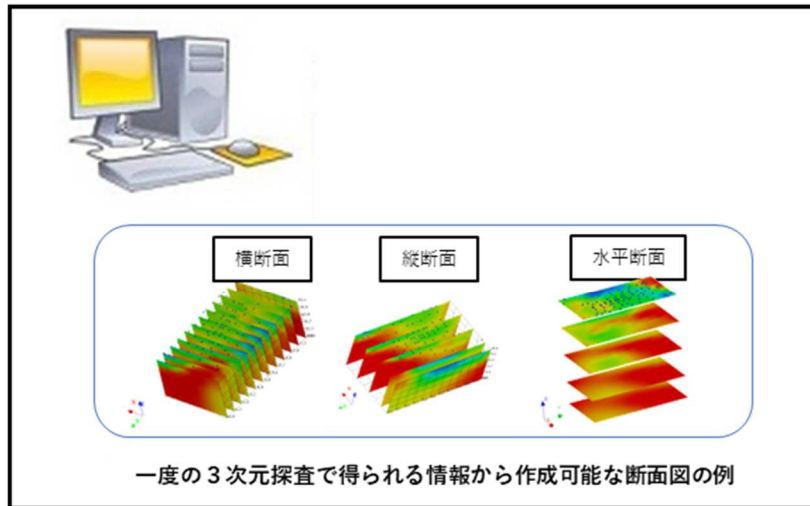 横断面
縦断面
水平断面
一度の３次元探査で得られる情報から作成可能な断面図の例